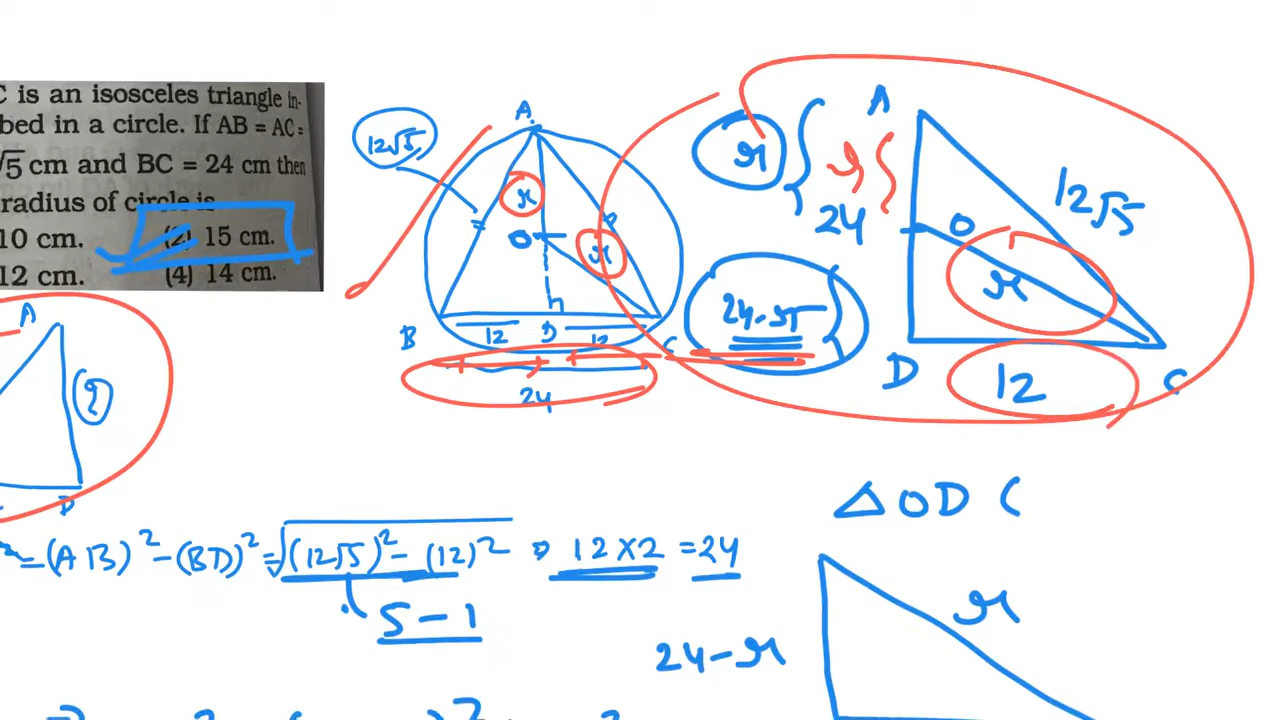 C is an isosceles triangle in-
bed in a circle. If AB = AC =
√5 cm and BC = 24 cm then
radius of circle is
10 cm. (2) 15 cm.
12 cm. (4) 14 cm.
A
12√5
r
O
r
B 12 D 12 C
24
A
r
r
24
12√5
O
r
24-r
D 12 C
A
D
= (AB)² - (BD)² = √(12√5)² - (12)² ⇒ 12×2 = 24
5-1
△ODC
r
24-r